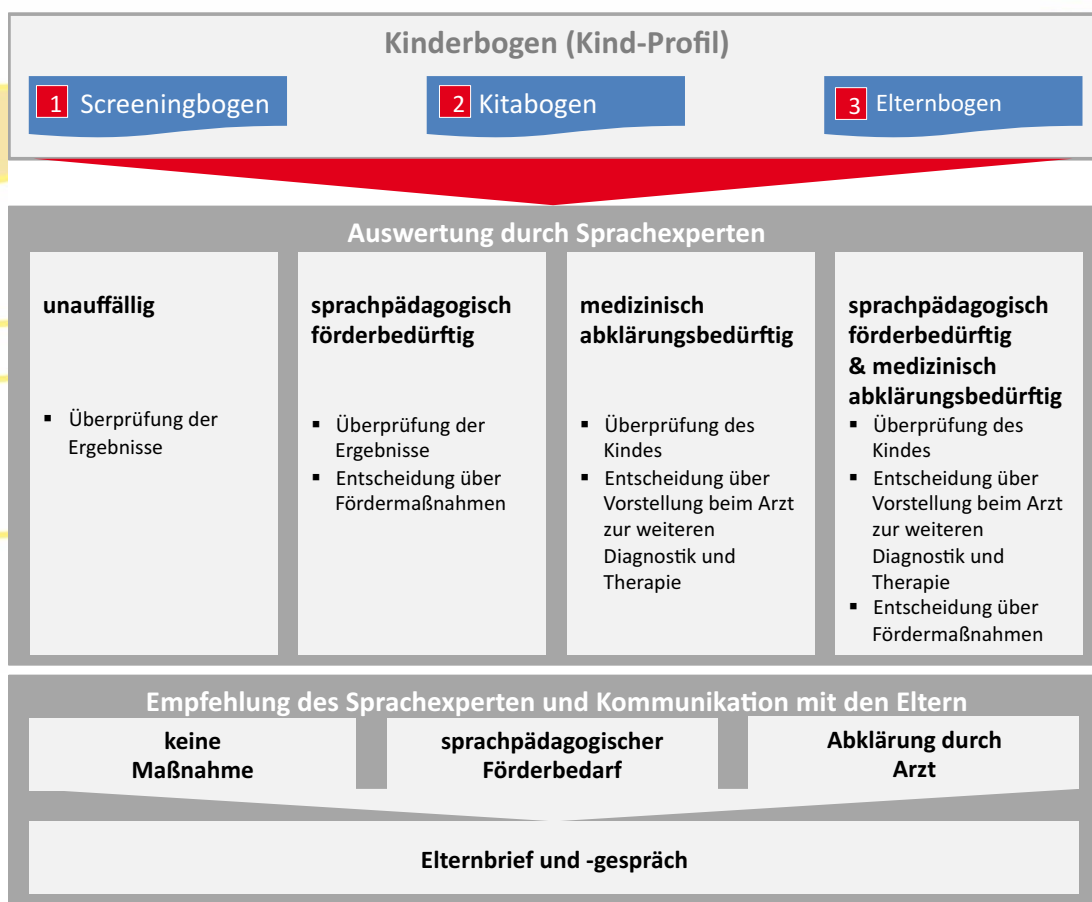 Kinderbogen (Kind-Profil)
1 Screeningbogen
2 Kitabogen
3 Elternbogen
Auswertung durch Sprachexperten
unauffällig
▪ Überprüfung der
Ergebnisse
sprachpädagogisch
förderbedürftig
▪ Überprüfung der
Ergebnisse
▪ Entscheidung über
Fördermaßnahmen
medizinisch
abklärungsbedürftig
▪ Überprüfung des
Kindes
▪ Entscheidung über
Vorstellung beim Arzt
zur weiteren
Diagnostik und
Therapie
sprachpädagogisch
förderbedürftig
& medizinisch
abklärungsbedürftig
▪ Überprüfung des
Kindes
▪ Entscheidung über
Vorstellung beim Arzt
zur weiteren
Diagnostik und
Therapie
▪ Entscheidung über
Fördermaßnahmen
Empfehlung des Sprachexperten und Kommunikation mit den Eltern
keine
Maßnahme
sprachpädagogischer
Förderbedarf
Abklärung durch
Arzt
Elternbrief und -gespräch